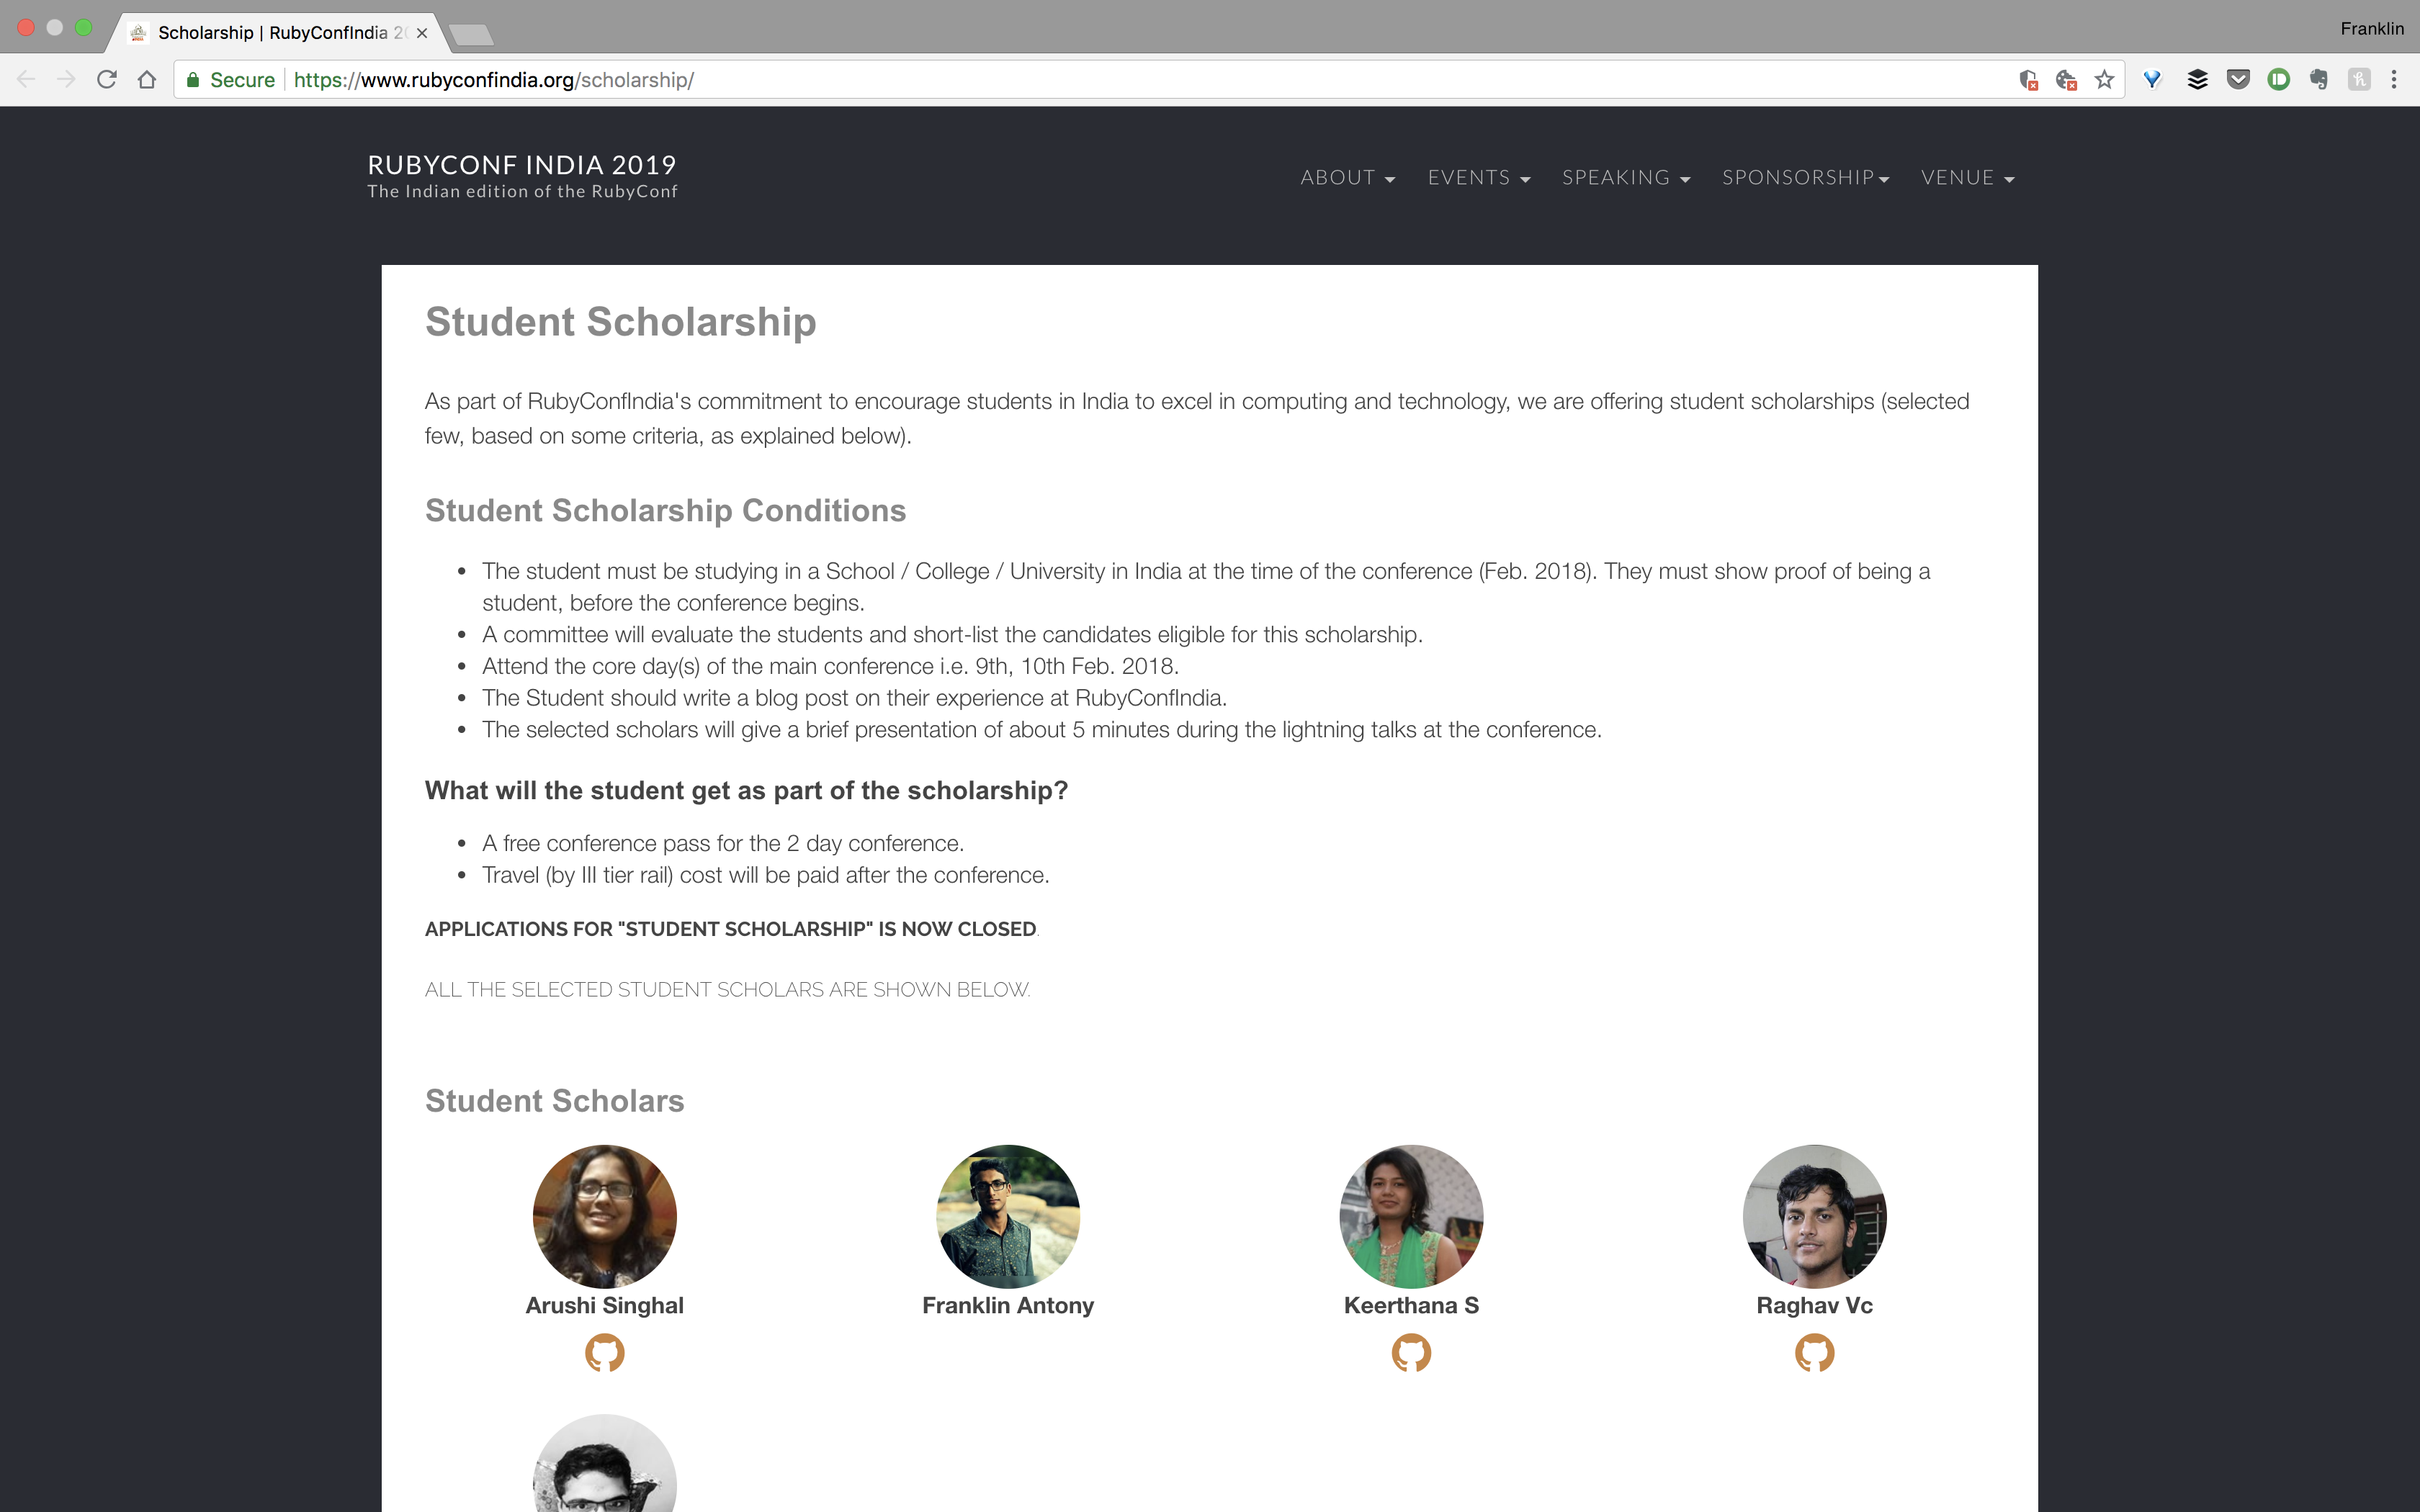 Scholarship | RubyConfIndia 20
Franklin
Secure https://www.rubyconfindia.org/scholarship/
RUBYCONF INDIA 2019
The Indian edition of the RubyConf
ABOUT EVENTS SPEAKING SPONSORSHIP VENUE
Student Scholarship
As part of RubyConfIndia's commitment to encourage students in India to excel in computing and technology, we are offering student scholarships (selected
few, based on some criteria, as explained below).
Student Scholarship Conditions
• The student must be studying in a School / College / University in India at the time of the conference (Feb. 2018). They must show proof of being a
student, before the conference begins.
• A committee will evaluate the students and short-list the candidates eligible for this scholarship.
• Attend the core day(s) of the main conference i.e. 9th, 10th Feb. 2018.
• The Student should write a blog post on their experience at RubyConfIndia.
• The selected scholars will give a brief presentation of about 5 minutes during the lightning talks at the conference.
What will the student get as part of the scholarship?
• A free conference pass for the 2 day conference.
• Travel (by III tier rail) cost will be paid after the conference.
APPLICATIONS FOR "STUDENT SCHOLARSHIP" IS NOW CLOSED.
ALL THE SELECTED STUDENT SCHOLARS ARE SHOWN BELOW.
Student Scholars
Arushi Singhal
Franklin Antony
Keerthana S
Raghav Vc